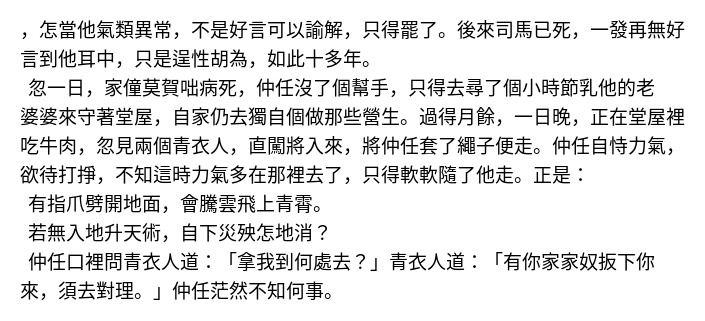 ，怎當他氣類異常，不是好言可以諭解，只得罷了。後來司馬已死，一發再無好
言到他耳中，只是逞性胡為，如此十多年。
忽一日，家僮莫賀咄病死，仲任沒了個幫手，只得去尋了個小時節乳他的老
婆婆來守著堂屋，自家仍去獨自個做那些營生。過得月餘，一日晚，正在堂屋裡
吃牛肉，忽見兩個青衣人，直闖將入來，將仲任套了繩子便走。仲任自恃力氣，
欲待打掙，不知這時力氣多在那裡去了，只得軟軟隨了他走。正是：
有指爪劈開地面，會騰雲飛上青霄。
若無入地升天術，自下災殃怎地消？
仲任口裡問青衣人道：「拿我到何處去？」青衣人道：「有你家家奴扳下你
來，須去對理。」仲任茫然不知何事。